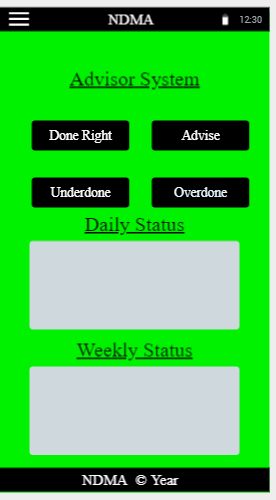 NDMA 12:30
Advisor System
Done Right Advise
Underdone Overdone
Daily Status
Weekly Status
NDMA © Year